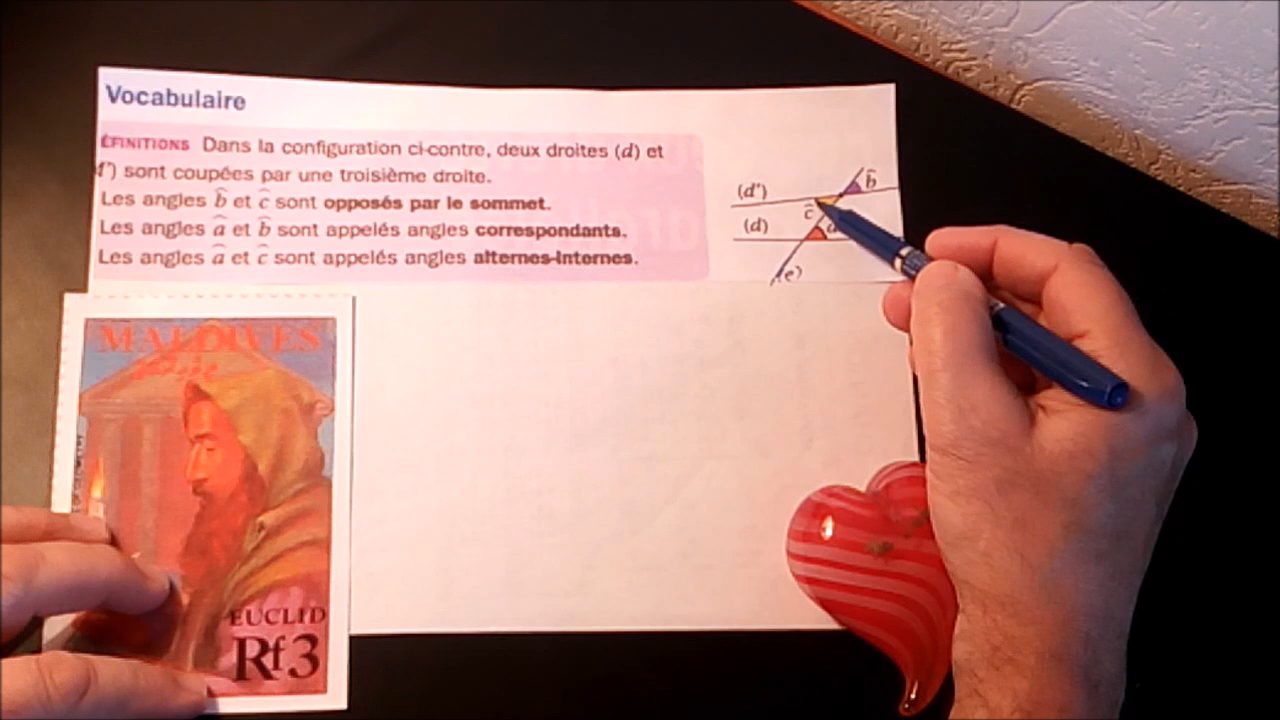 Vocabulaire
ÉFINITIONS Dans la configuration ci-contre, deux droites (d) et
') sont coupées par une troisième droite.
Les angles b̂ et ĉ sont opposés par le sommet.
Les angles â et b̂ sont appelés angles correspondants.
Les angles â et ĉ sont appelés angles alternes-internes.
(d')
b̂
ĉ
(d)
a
(e)
MALDIVES
EUCLID
Rf3